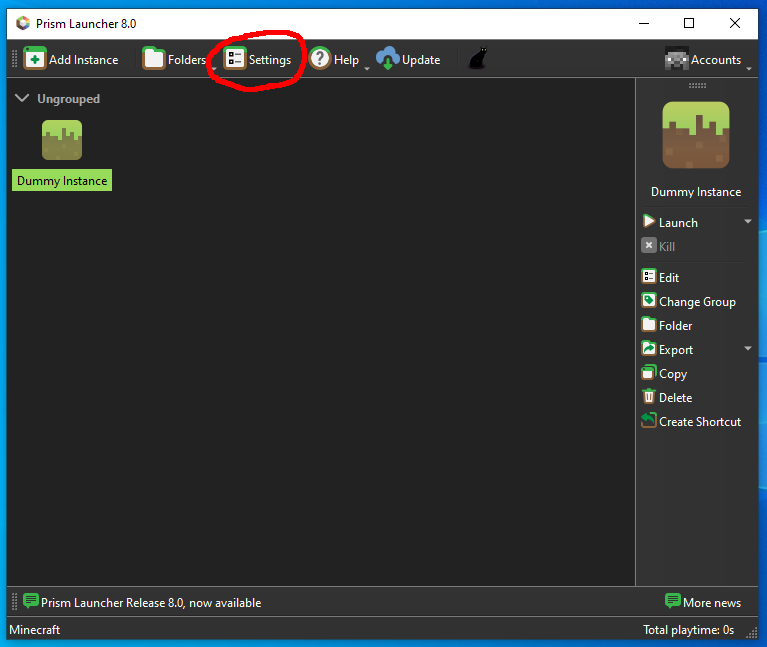 Prism Launcher 8.0
Add Instance Folders Settings Help Update Accounts
Ungrouped
Dummy Instance
Dummy Instance
Launch
Kill
Edit
Change Group
Folder
Export
Copy
Delete
Create Shortcut
Prism Launcher Release 8.0, now available More news
Minecraft Total playtime: 0s